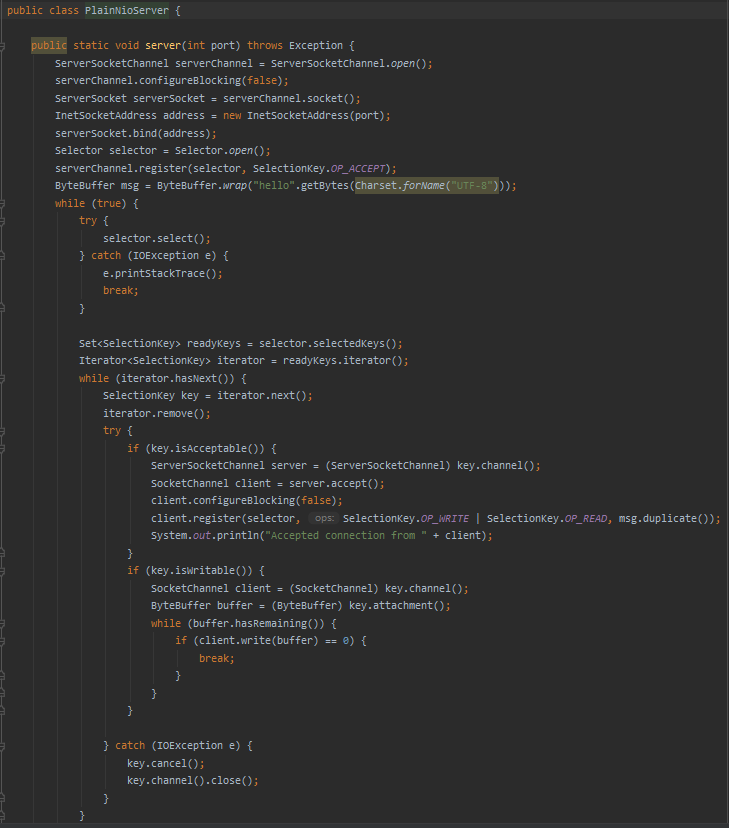 public class PlainNioServer {
public static void server(int port) throws Exception {
ServerSocketChannel serverChannel = ServerSocketChannel.open();
serverChannel.configureBlocking(false);
ServerSocket serverSocket = serverChannel.socket();
InetSocketAddress address = new InetSocketAddress(port);
serverSocket.bind(address);
Selector selector = Selector.open();
serverChannel.register(selector, SelectionKey.OP_ACCEPT);
ByteBuffer msg = ByteBuffer.wrap("hello".getBytes(Charset.forName("UTF-8")));
while (true) {
try {
selector.select();
} catch (IOException e) {
e.printStackTrace();
break;
}
Set<SelectionKey> readyKeys = selector.selectedKeys();
Iterator<SelectionKey> iterator = readyKeys.iterator();
while (iterator.hasNext()) {
SelectionKey key = iterator.next();
iterator.remove();
try {
if (key.isAcceptable()) {
ServerSocketChannel server = (ServerSocketChannel) key.channel();
SocketChannel client = server.accept();
client.configureBlocking(false);
client.register(selector, ops: SelectionKey.OP_WRITE | SelectionKey.OP_READ, msg.duplicate());
System.out.println("Accepted connection from " + client);
}
if (key.isWritable()) {
SocketChannel client = (SocketChannel) key.channel();
ByteBuffer buffer = (ByteBuffer) key.attachment();
while (buffer.hasRemaining()) {
if (client.write(buffer) == 0) {
break;
}
}
}
} catch (IOException e) {
key.cancel();
key.channel().close();
}
}